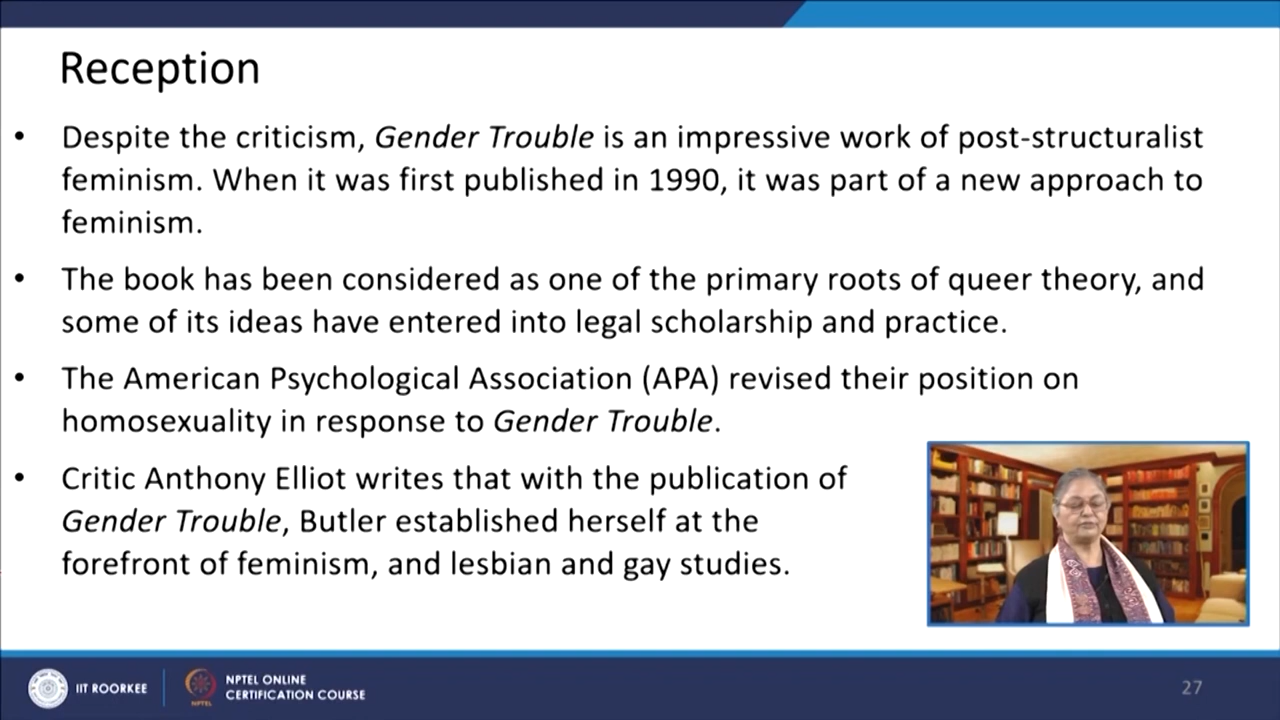 Reception
• Despite the criticism, Gender Trouble is an impressive work of post-structuralist
feminism. When it was first published in 1990, it was part of a new approach to
feminism.
• The book has been considered as one of the primary roots of queer theory, and
some of its ideas have entered into legal scholarship and practice.
• The American Psychological Association (APA) revised their position on
homosexuality in response to Gender Trouble.
• Critic Anthony Elliot writes that with the publication of
Gender Trouble, Butler established herself at the
forefront of feminism, and lesbian and gay studies.
IIT ROORKEE
NPTEL
NPTEL ONLINE
CERTIFICATION COURSE
27